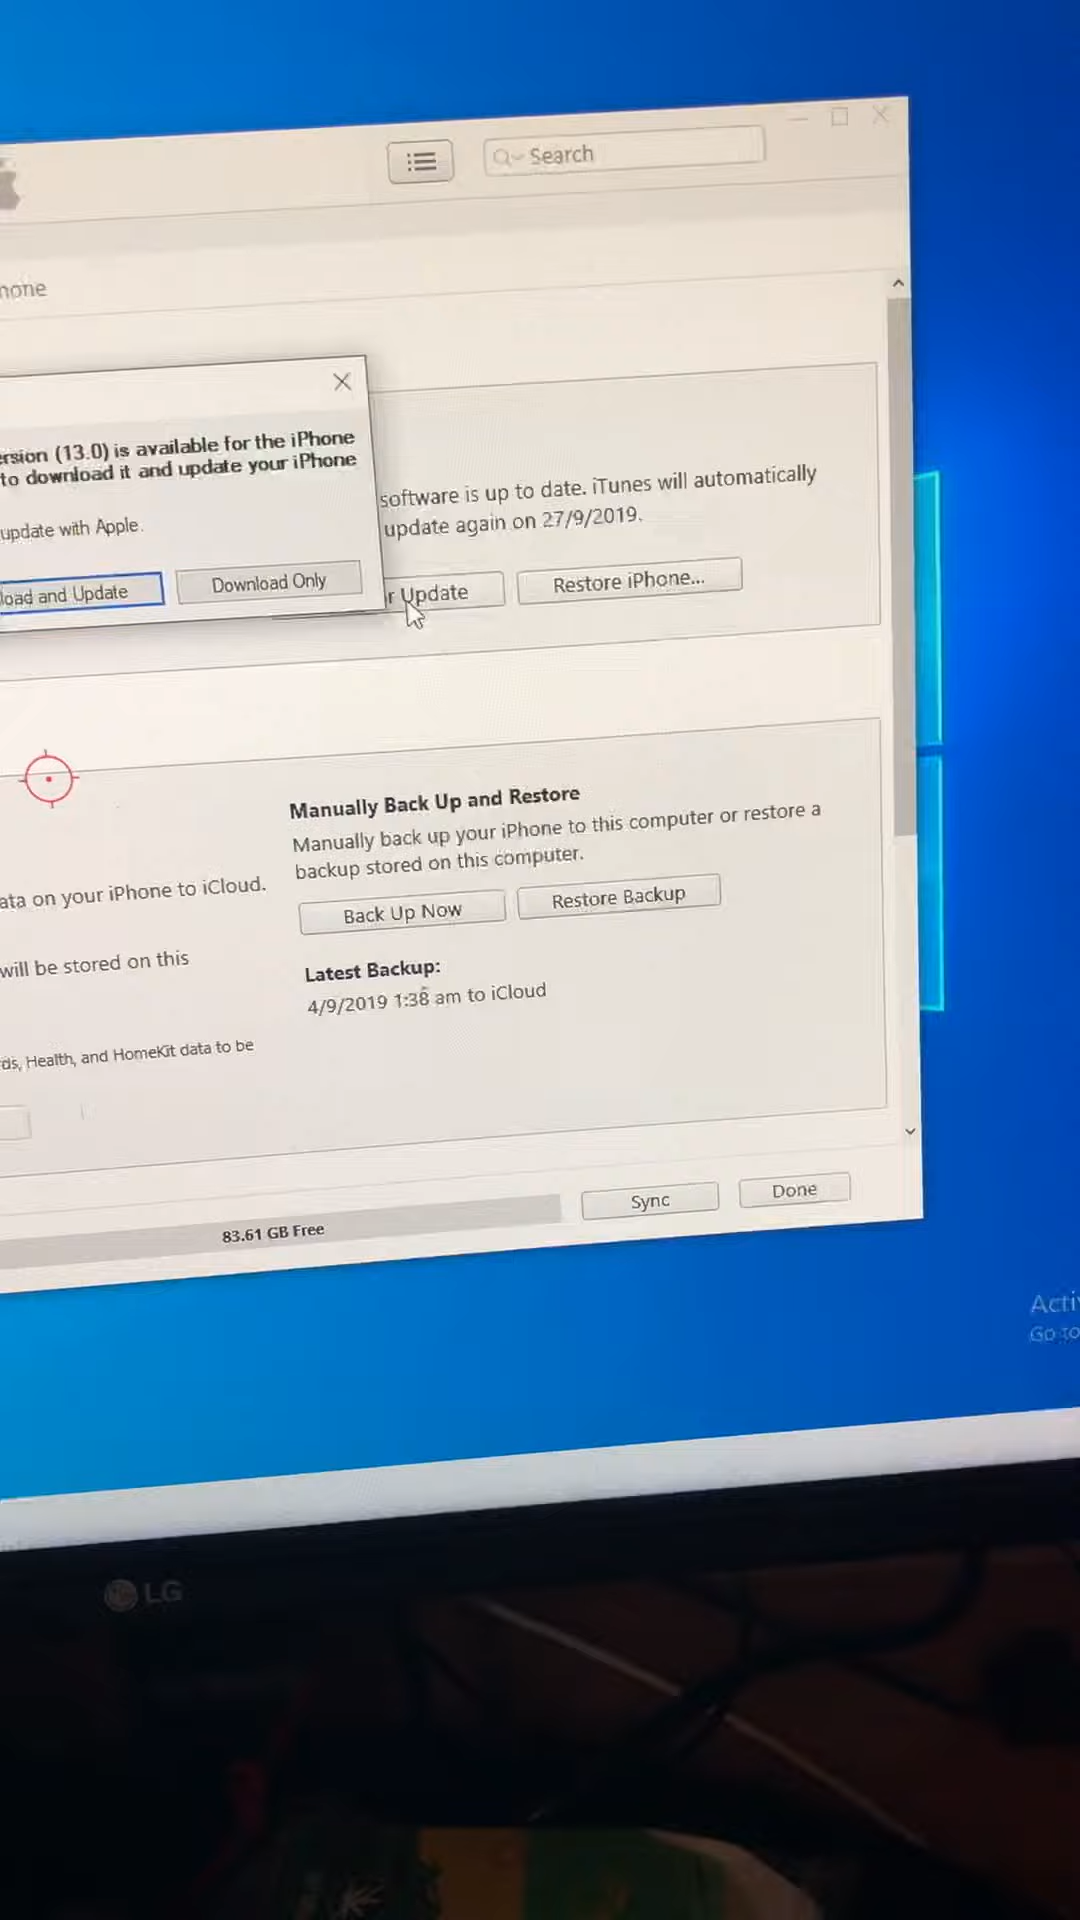 Search
ersion (13.0) is available for the iPhone
to download it and update your iPhone
update with Apple.
load and Update
Download Only
software is up to date. iTunes will automatically
update again on 27/9/2019.
r Update
Restore iPhone...
Manually Back Up and Restore
Manually back up your iPhone to this computer or restore a
backup stored on this computer.
ata on your iPhone to iCloud.
Back Up Now
Restore Backup
will be stored on this
Latest Backup:
4/9/2019 1:38 am to iCloud
ds, Health, and HomeKit data to be
83.61 GB Free
Sync
Done
Acti
Go to
LG